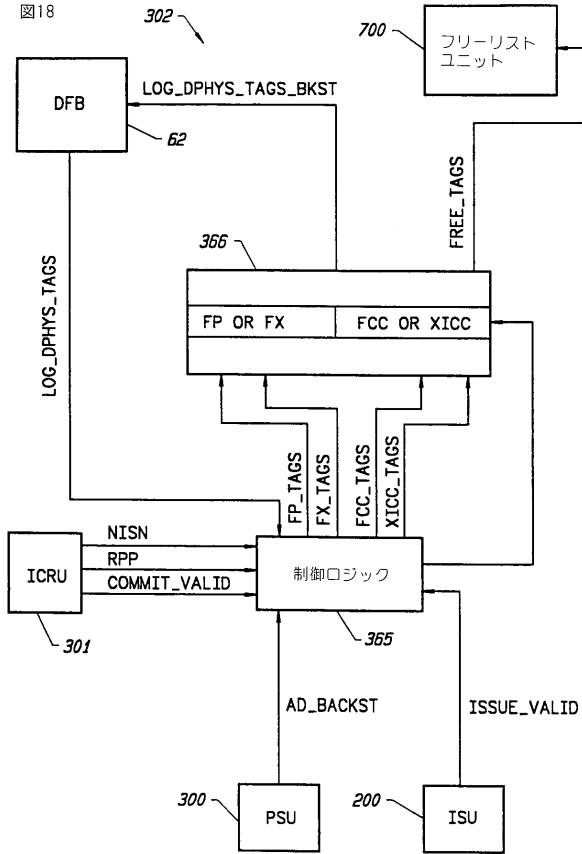 図18
302
700
フリーリスト
ユニット
DFB
62
LOG_DPHYS_TAGS_BKST
FREE_TAGS
366
LOG_DPHYS_TAGS
FP OR FX
FCC OR XICC
FP_TAGS
FX_TAGS
FCC_TAGS
XICC_TAGS
NISN
RPP
COMMIT_VALID
ICRU
301
制御ロジック
365
AD_BACKST
ISSUE_VALID
300
PSU
200
ISU